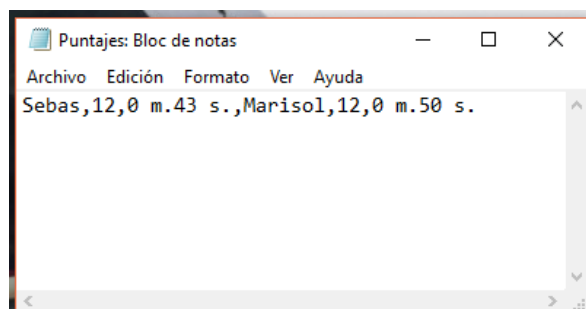 Puntajes: Bloc de notas
Archivo Edición Formato Ver Ayuda
Sebas,12,0 m.43 s.,Marisol,12,0 m.50 s.